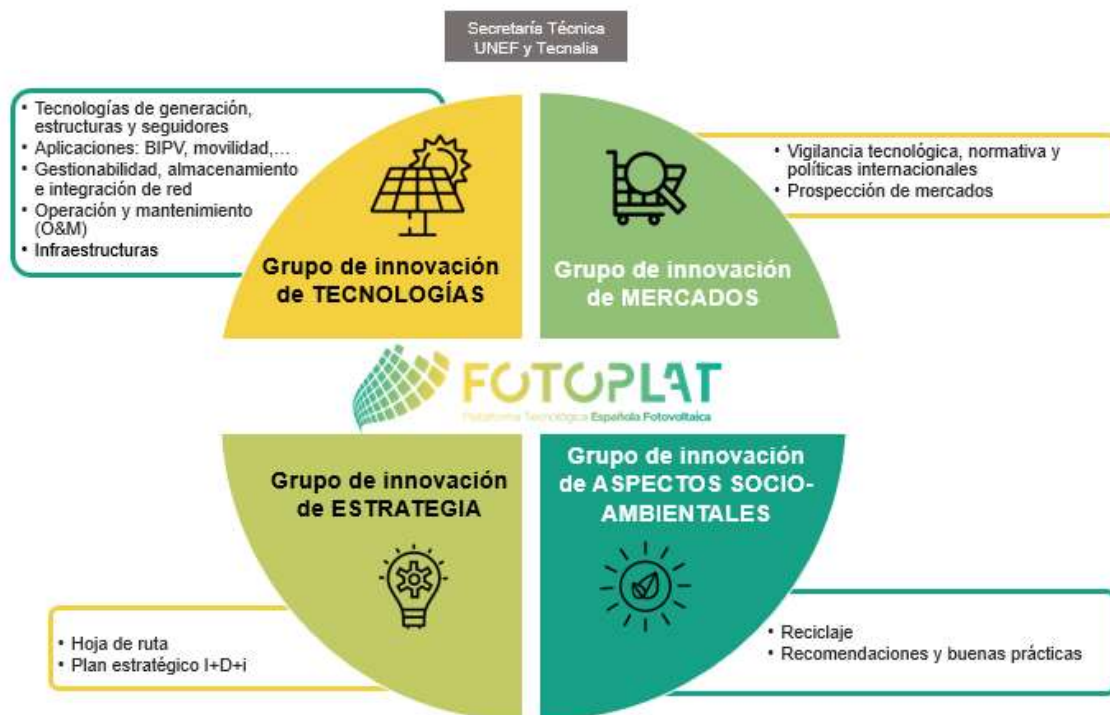 Secretaría Técnica
UNEF y Tecnalia
• Tecnologías de generación,
estructuras y seguidores
• Aplicaciones: BIPV, movilidad,...
• Gestionabilidad, almacenamiento
e integración de red
• Operación y mantenimiento
(O&M)
• Infraestructuras
Grupo de innovación
de TECNOLOGÍAS
Grupo de innovación
de MERCADOS
• Vigilancia tecnológica, normativa y
políticas internacionales
• Prospección de mercados
FOTOPLAT
Plataforma Tecnológica Española Fotovoltaica
Grupo de innovación
de ESTRATEGIA
• Hoja de ruta
• Plan estratégico I+D+i
Grupo de innovación
de ASPECTOS SOCIO-
AMBIENTALES
• Reciclaje
• Recomendaciones y buenas prácticas